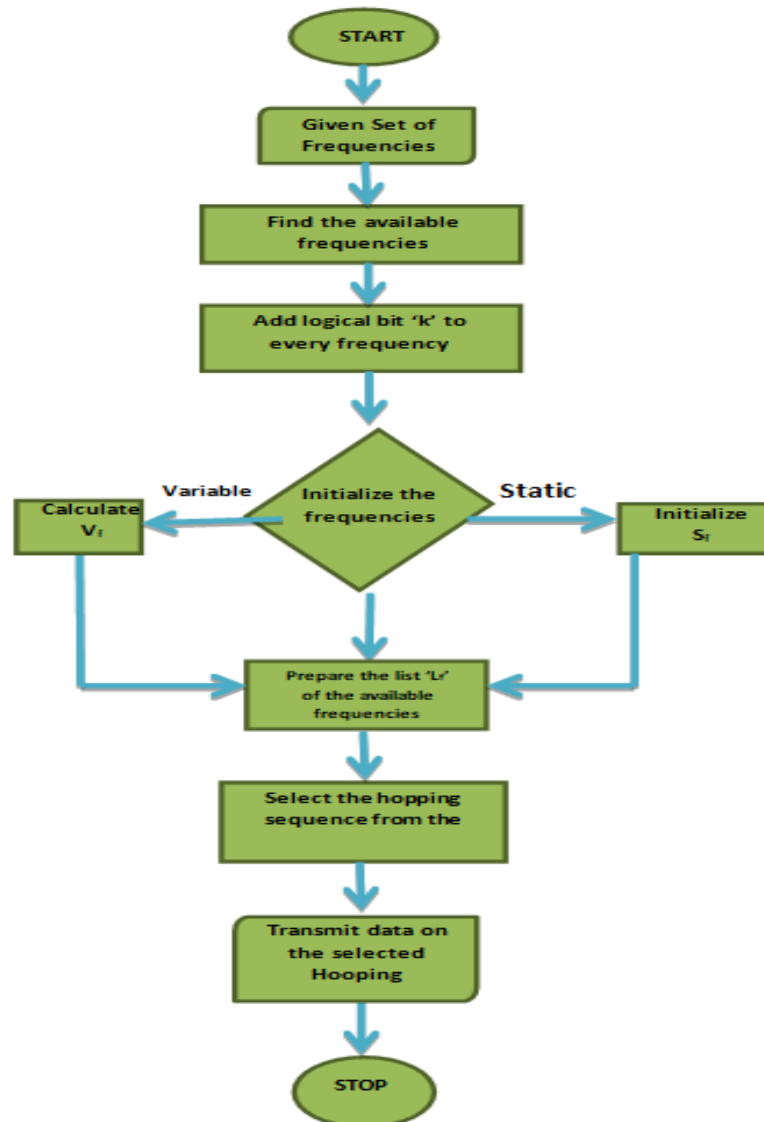 START
Given Set of
Frequencies
Find the available
frequencies
Add logical bit ‘k’ to
every frequency
Variable
Initialize the
frequencies
Static
Calculate
Vf
Initialize
Sf
Prepare the list ‘Lf’
of the available
frequencies
Select the hopping
sequence from the
Transmit data on
the selected
Hooping
STOP